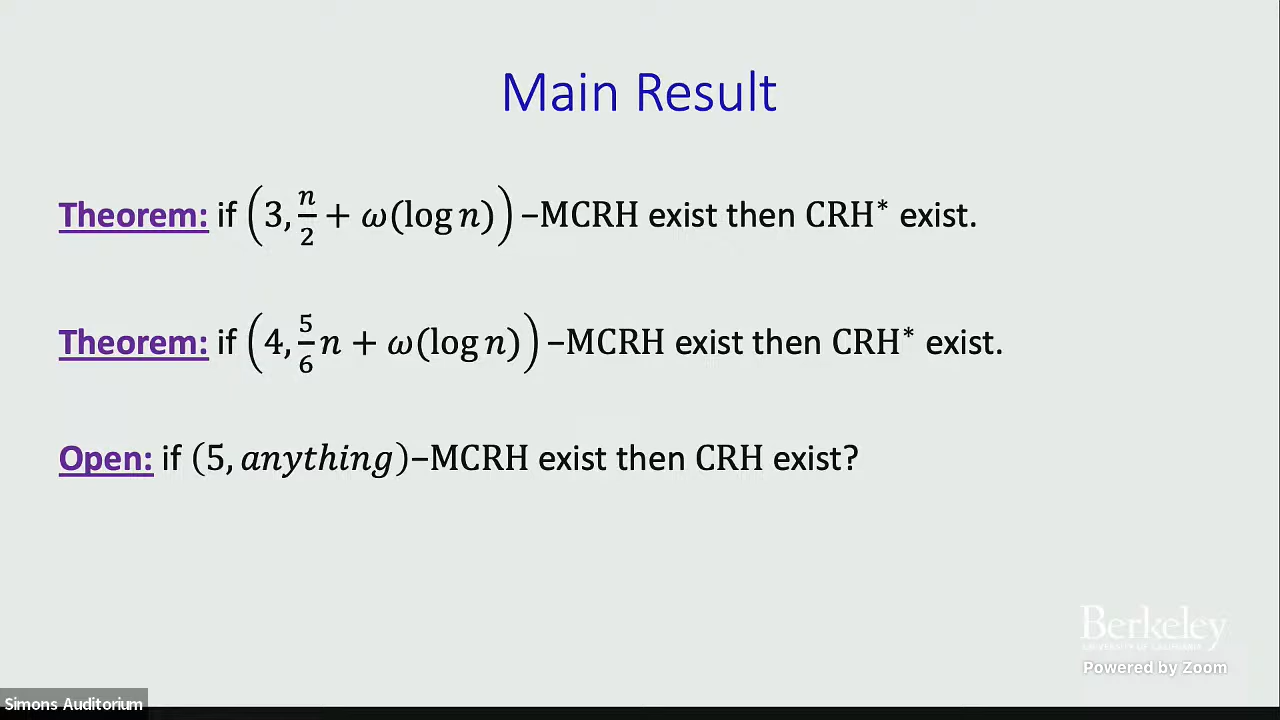 Main Result
Theorem: if (3, n/2 + ω(log n)) –MCRH exist then CRH* exist.
Theorem: if (4, 5/6 n + ω(log n)) –MCRH exist then CRH* exist.
Open: if (5, anything)–MCRH exist then CRH exist?
Berkeley
UNIVERSITY OF CALIFORNIA
Powered by Zoom
Simons Auditorium